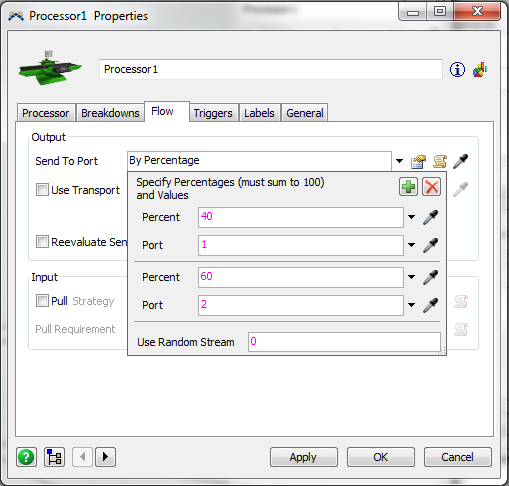 Processor1 Properties
Processor1
Processor Breakdowns Flow Triggers Labels General
Output
Send To Port By Percentage
Use Transport
Specify Percentages (must sum to 100)
and Values
Percent 40
Port 1
Reevaluate Sen
Percent 60
Port 2
Input
Pull Strategy
Pull Requirement
Use Random Stream 0
Apply OK Cancel